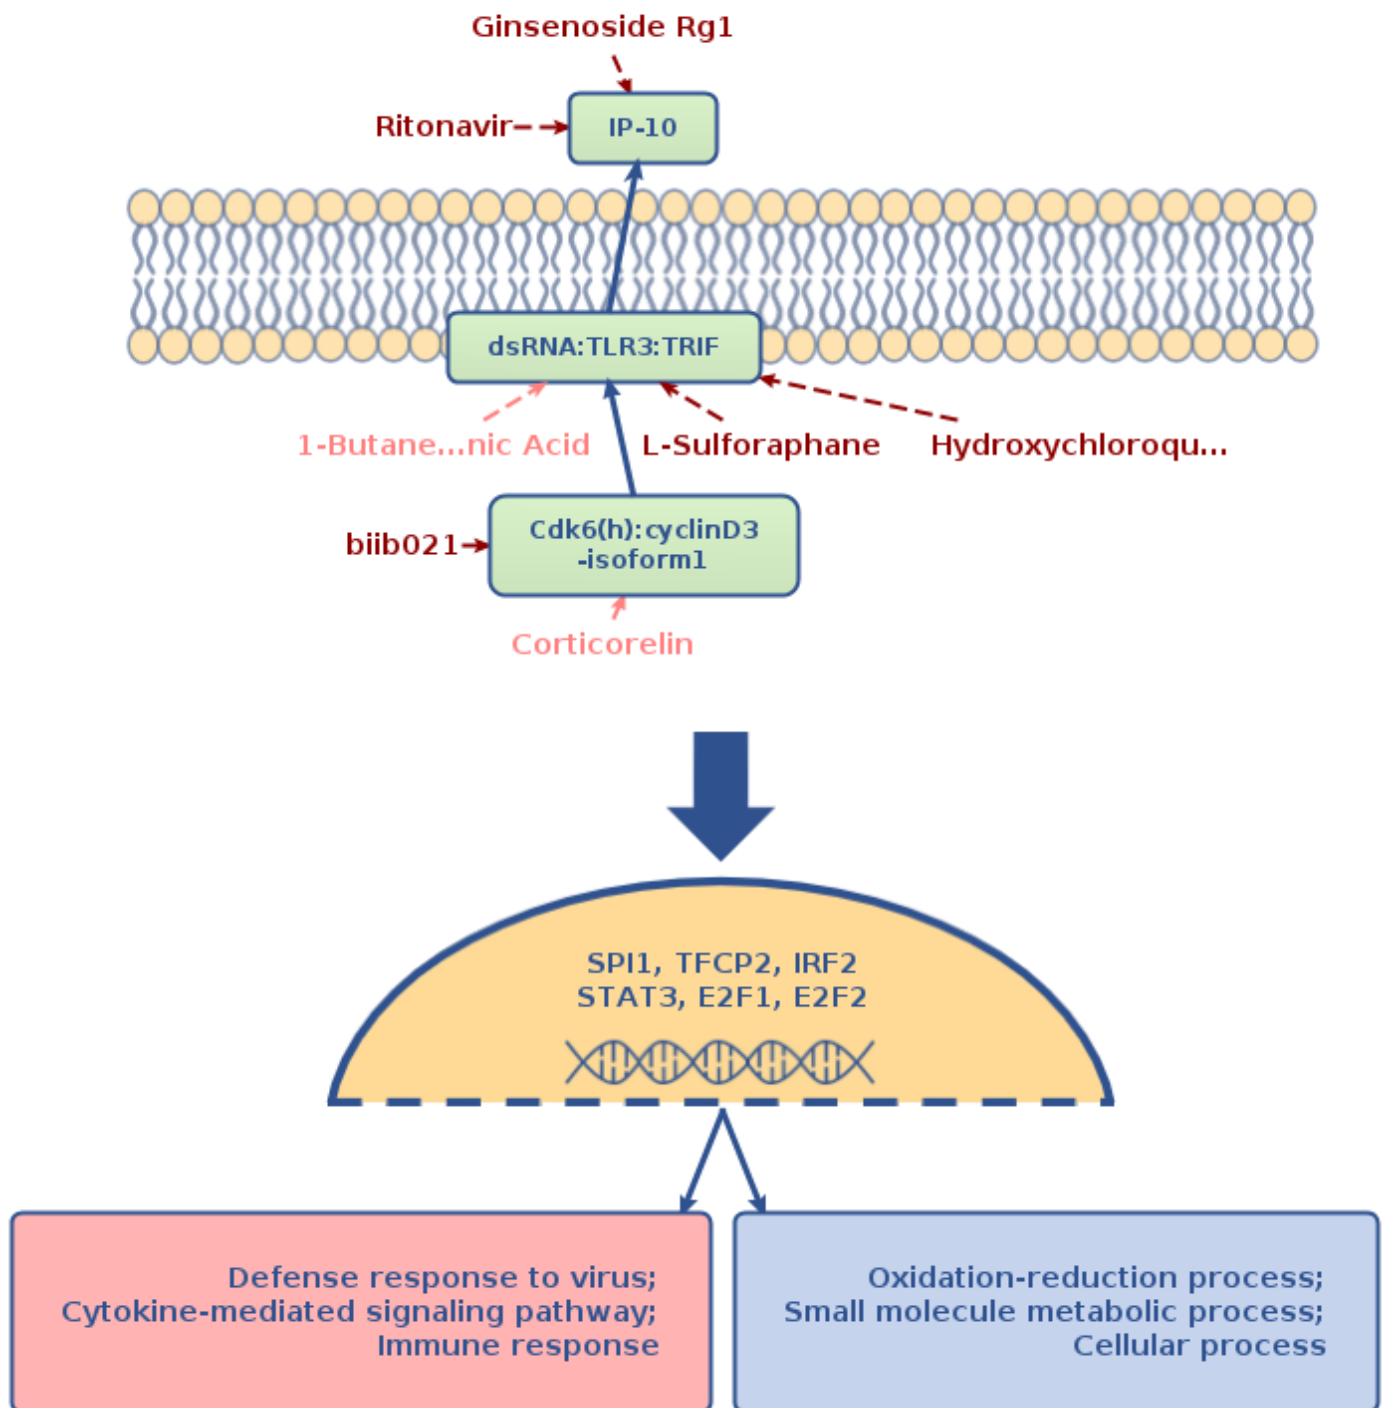 Ginsenoside Rg1
Ritonavir
IP-10
dsRNA:TLR3:TRIF
1-Butane...nic Acid
L-Sulforaphane
Hydroxychloroqu...
Cdk6(h):cyclinD3
-isoform1
biib021
Corticorelin
SPI1, TFCP2, IRF2
STAT3, E2F1, E2F2
Defense response to virus;
Cytokine-mediated signaling pathway;
Immune response
Oxidation-reduction process;
Small molecule metabolic process;
Cellular process